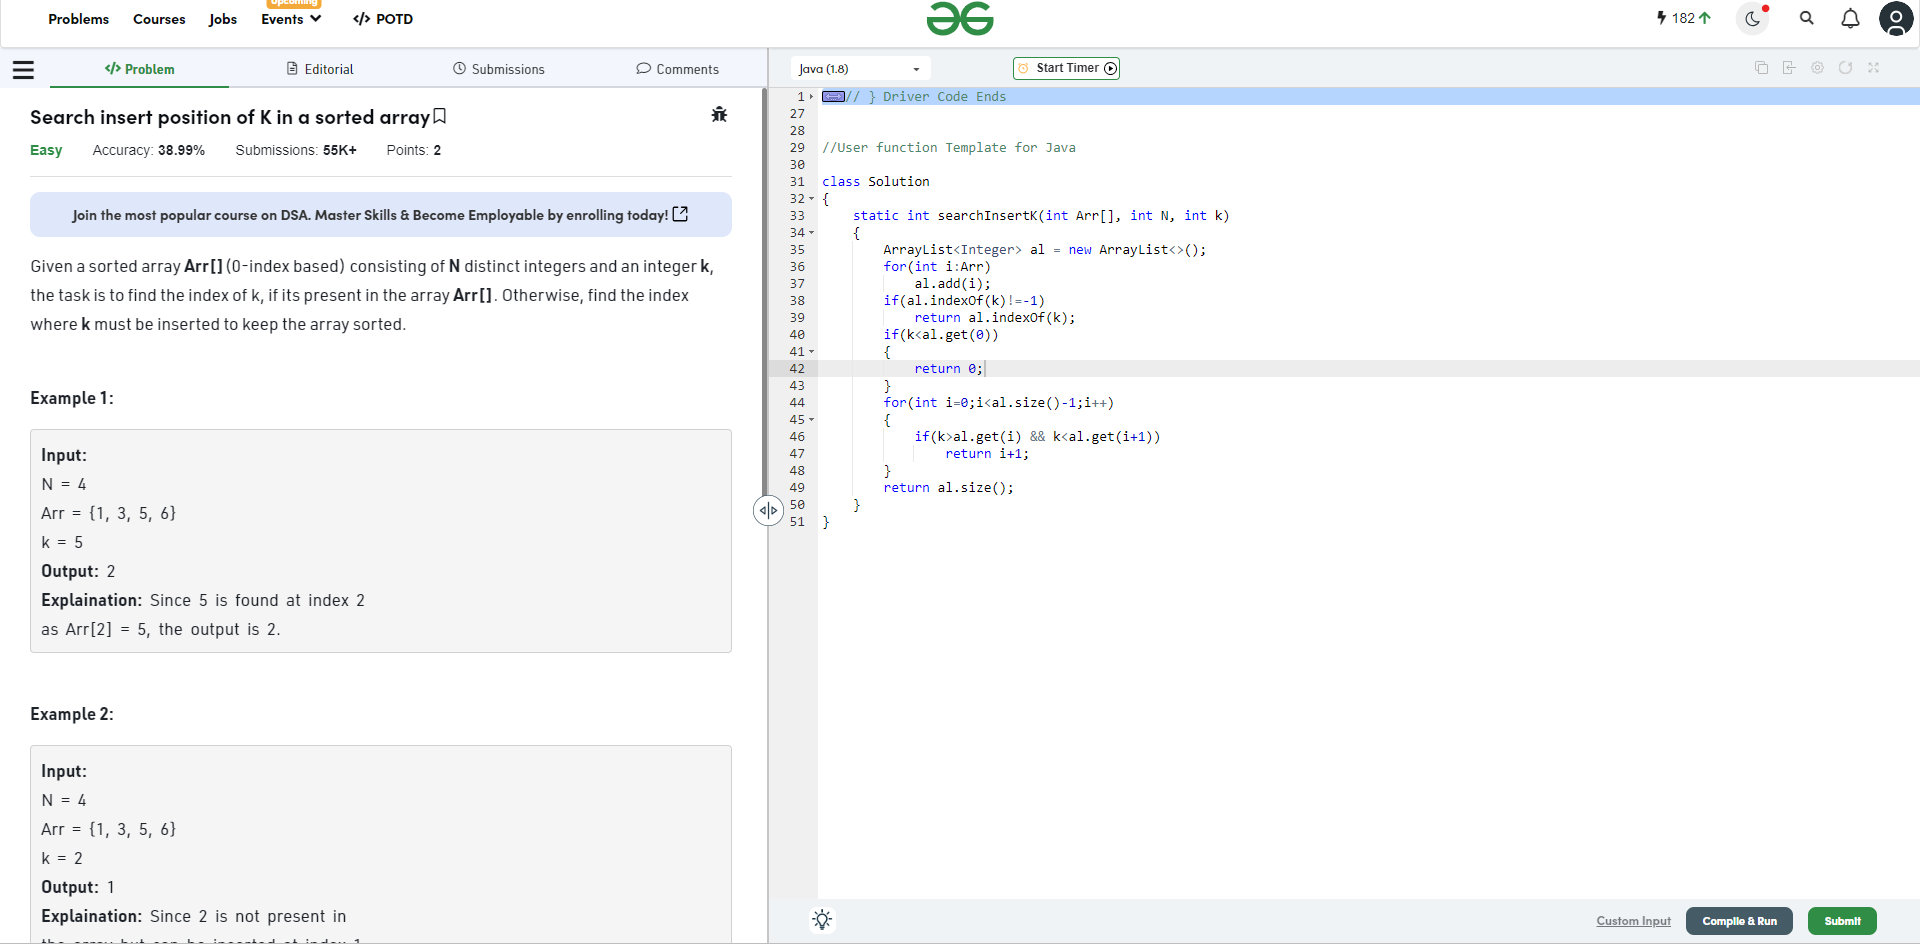 Problems Courses Jobs Events </> POTD
Upcoming
182
</> Problem Editorial Submissions Comments
Java (1.8) Start Timer
Search insert position of K in a sorted array
Easy Accuracy: 38.99% Submissions: 55K+ Points: 2
Join the most popular course on DSA. Master Skills & Become Employable by enrolling today!
Given a sorted array Arr[] (0-index based) consisting of N distinct integers and an integer k,
the task is to find the index of k, if its present in the array Arr[]. Otherwise, find the index
where k must be inserted to keep the array sorted.
Example 1:
Input:
N = 4
Arr = {1, 3, 5, 6}
k = 5
Output: 2
Explaination: Since 5 is found at index 2
as Arr[2] = 5, the output is 2.
Example 2:
Input:
N = 4
Arr = {1, 3, 5, 6}
k = 2
Output: 1
Explaination: Since 2 is not present in
the array but can be inserted at index 1
1 // } Driver Code Ends
27
28
29 //User function Template for Java
30
31 class Solution
32 {
33 static int searchInsertK(int Arr[], int N, int k)
34 {
35 ArrayList<Integer> al = new ArrayList<>();
36 for(int i:Arr)
37 al.add(i);
38 if(al.indexOf(k)!=-1)
39 return al.indexOf(k);
40 if(k<al.get(0))
41 {
42 return 0;
43 }
44 for(int i=0;i<al.size()-1;i++)
45 {
46 if(k>al.get(i) && k<al.get(i+1))
47 return i+1;
48 }
49 return al.size();
50 }
51 }
Custom Input Compile & Run Submit